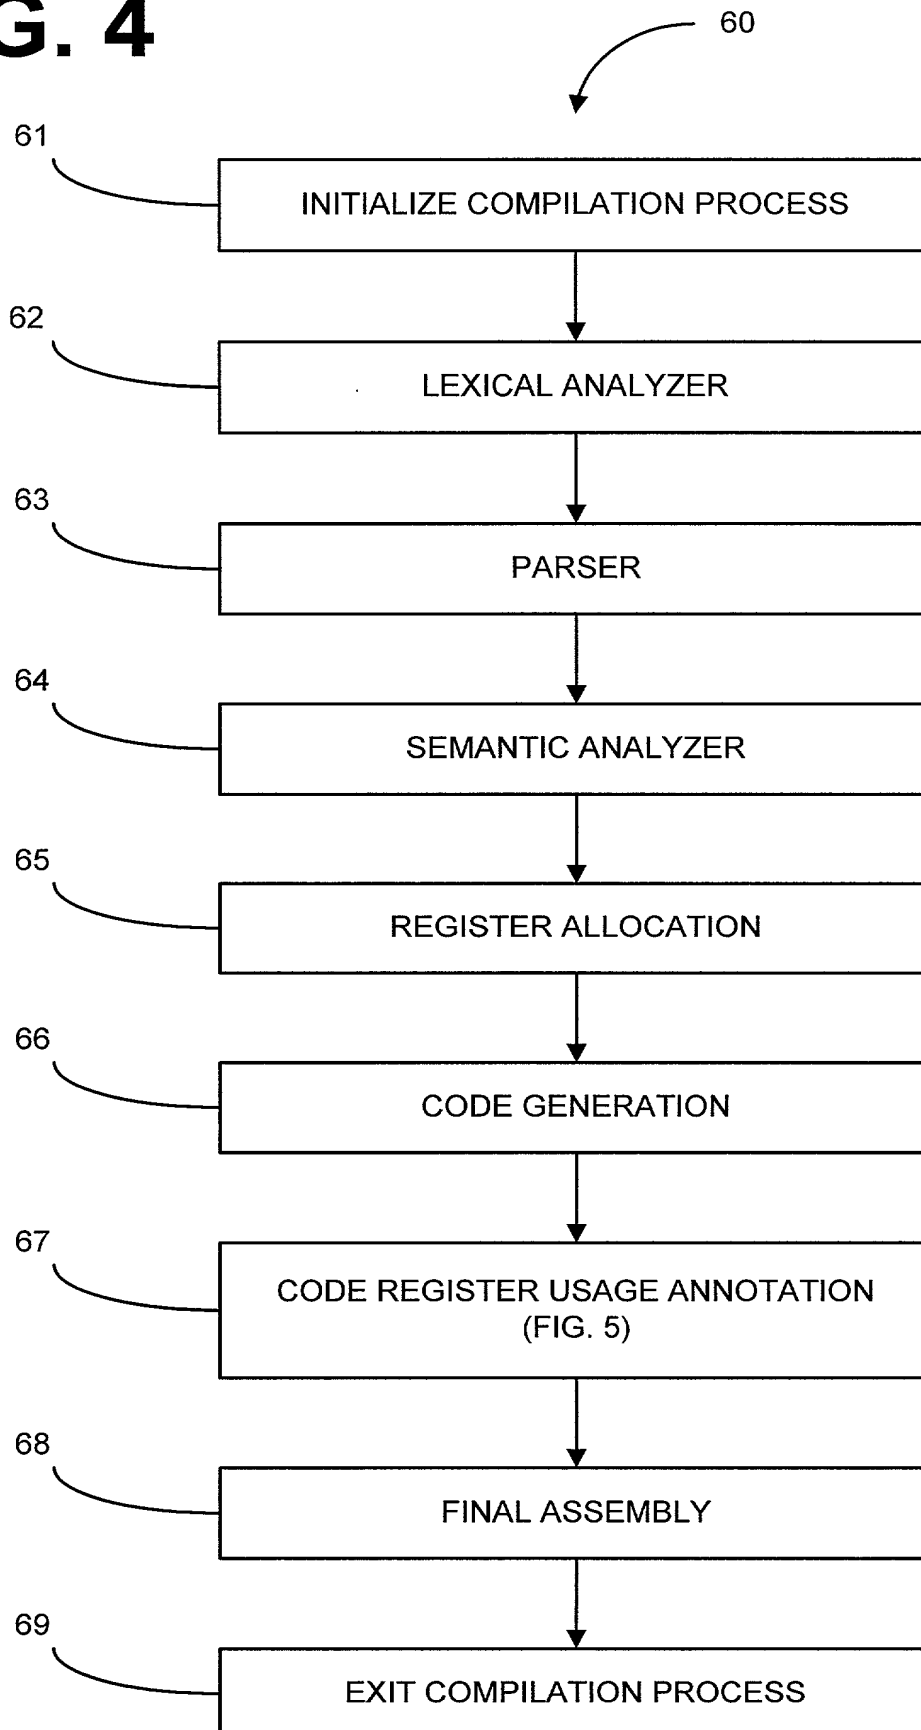 G. 4
60
61
INITIALIZE COMPILATION PROCESS
62
LEXICAL ANALYZER
63
PARSER
64
SEMANTIC ANALYZER
65
REGISTER ALLOCATION
66
CODE GENERATION
67
CODE REGISTER USAGE ANNOTATION
(FIG. 5)
68
FINAL ASSEMBLY
69
EXIT COMPILATION PROCESS